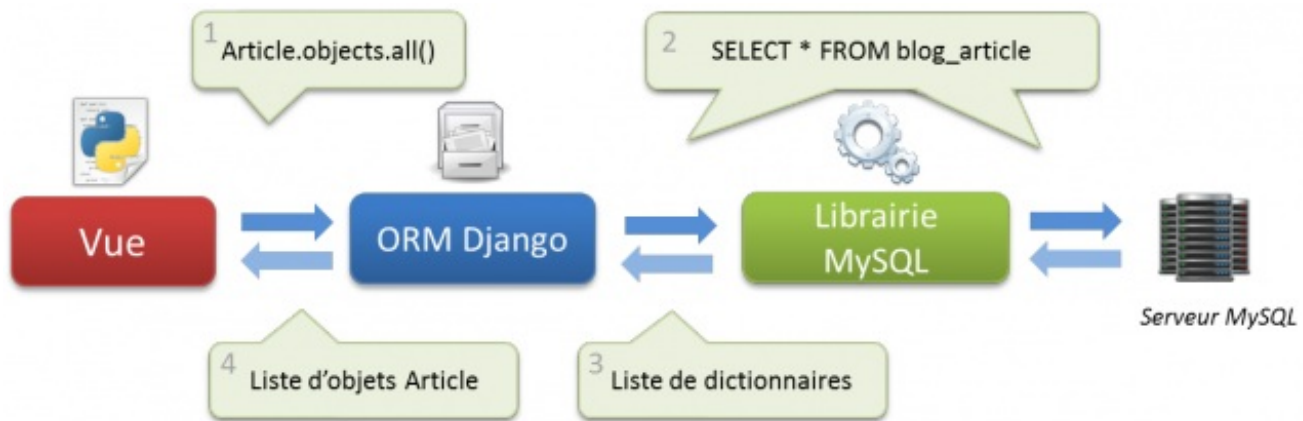 1
Article.objects.all()
2
SELECT * FROM blog_article
Vue
ORM Django
Librairie
MySQL
Serveur MySQL
4
Liste d'objets Article
3
Liste de dictionnaires